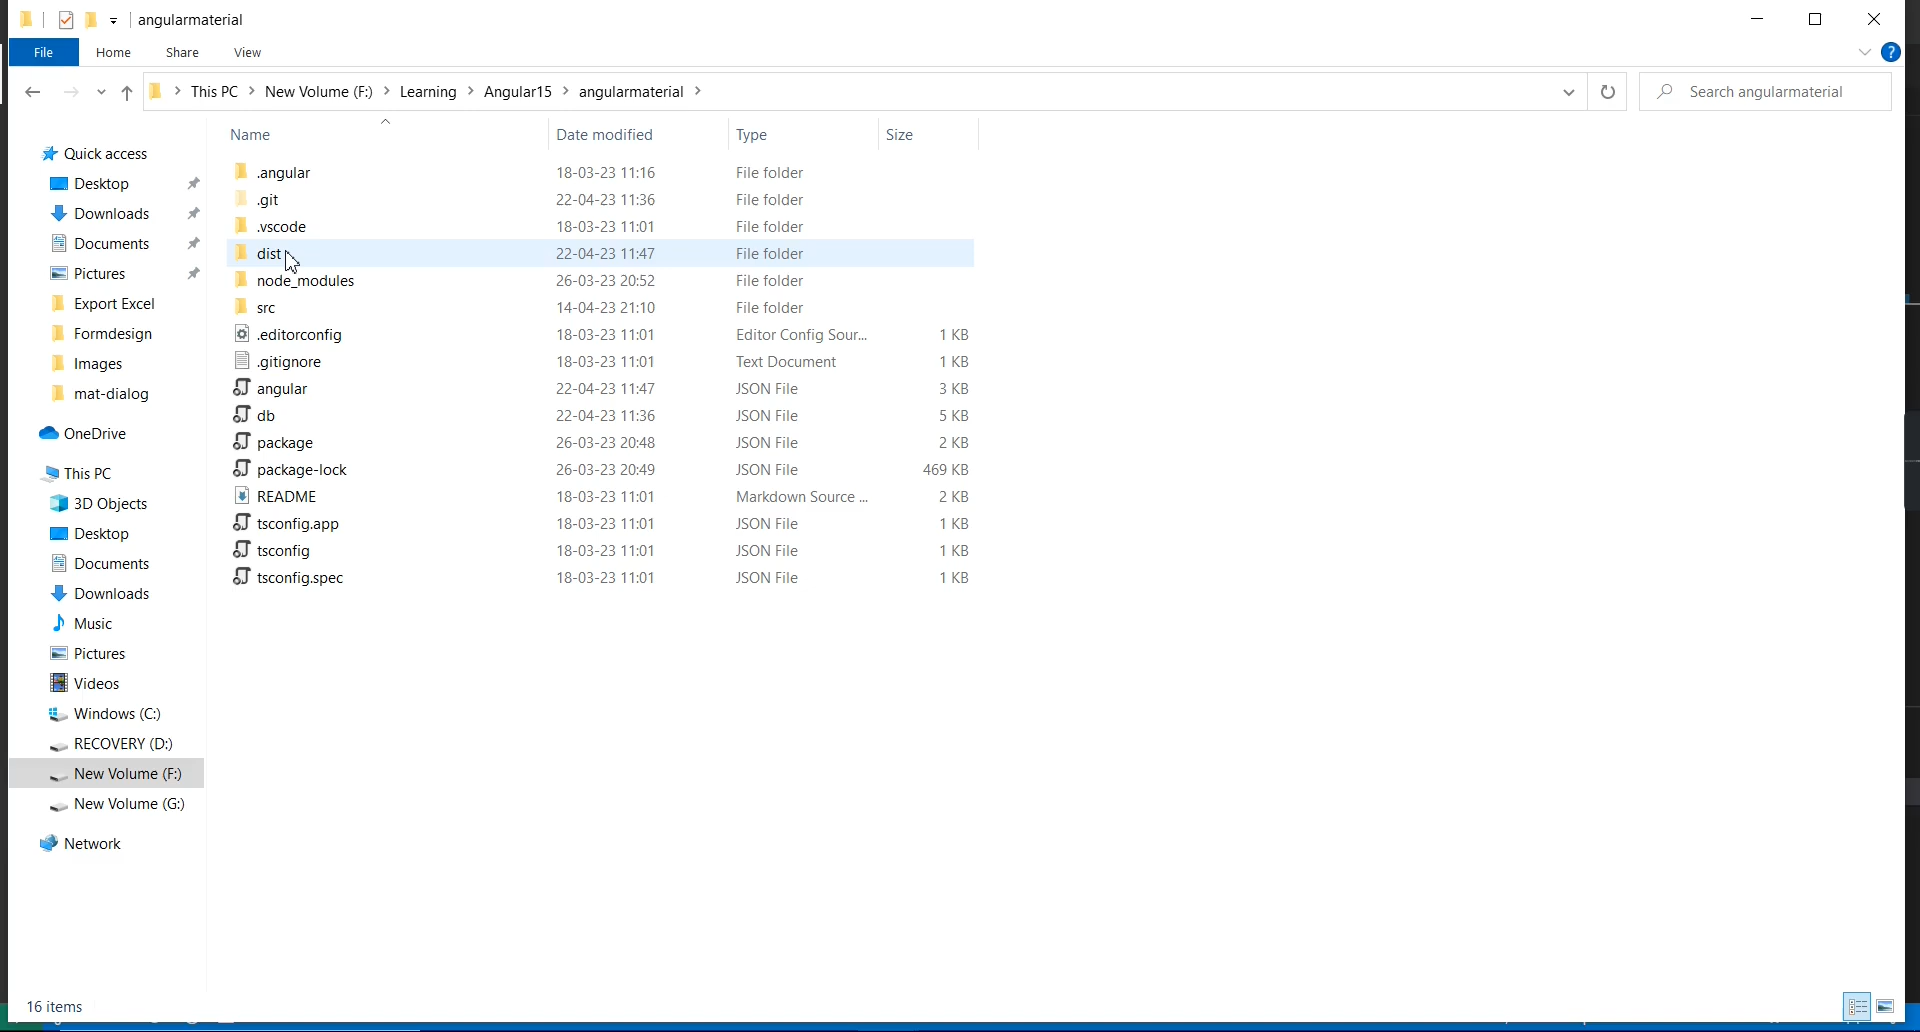 angularmaterial
File Home Share View
This PC > New Volume (F:) > Learning > Angular15 > angularmaterial >
Search angularmaterial
Name Date modified Type Size
Quick access
Desktop
Downloads
Documents
Pictures
Export Excel
Formdesign
Images
mat-dialog
OneDrive
This PC
3D Objects
Desktop
Documents
Downloads
Music
Pictures
Videos
Windows (C:)
RECOVERY (D:)
New Volume (F:)
New Volume (G:)
Network
.angular 18-03-23 11:16 File folder
.git 22-04-23 11:36 File folder
.vscode 18-03-23 11:01 File folder
dist 22-04-23 11:47 File folder
node_modules 26-03-23 20:52 File folder
src 14-04-23 21:10 File folder
.editorconfig 18-03-23 11:01 Editor Config Sour... 1 KB
.gitignore 18-03-23 11:01 Text Document 1 KB
angular 22-04-23 11:47 JSON File 3 KB
db 22-04-23 11:36 JSON File 5 KB
package 26-03-23 20:48 JSON File 2 KB
package-lock 26-03-23 20:49 JSON File 469 KB
README 18-03-23 11:01 Markdown Source ... 2 KB
tsconfig.app 18-03-23 11:01 JSON File 1 KB
tsconfig 18-03-23 11:01 JSON File 1 KB
tsconfig.spec 18-03-23 11:01 JSON File 1 KB
16 items